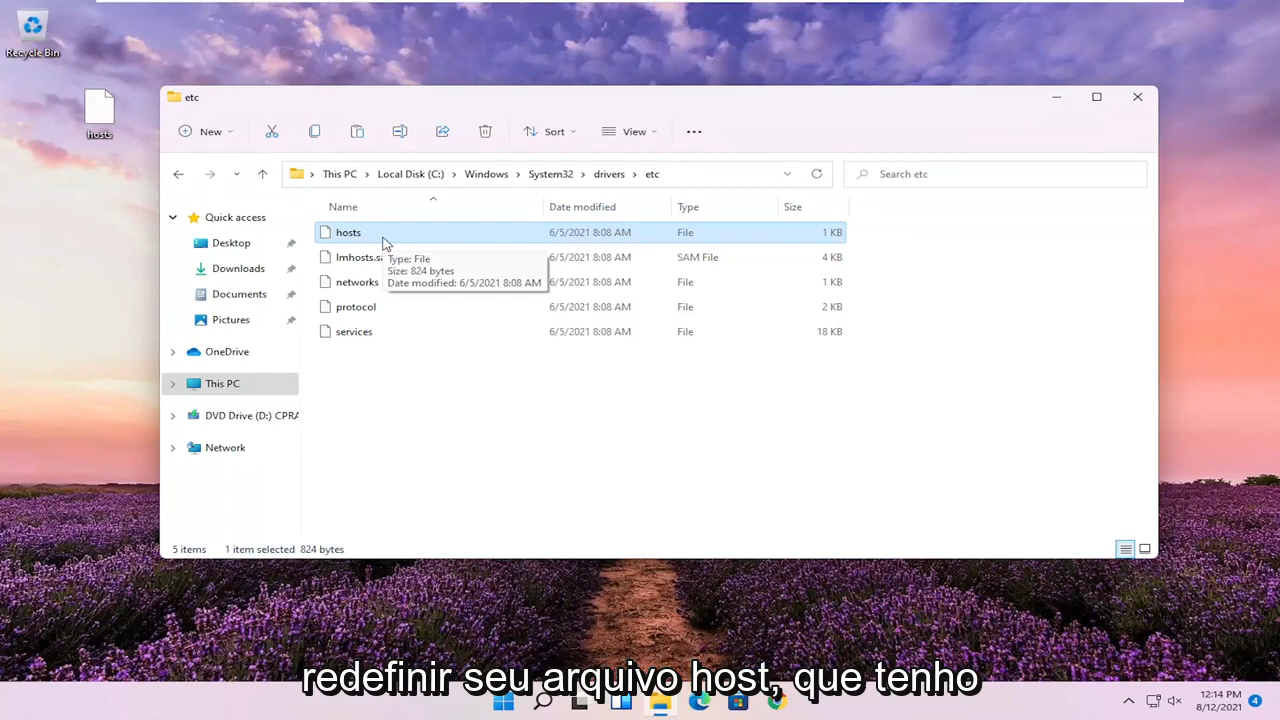 Recycle Bin
hosts
etc
New
Sort
View
This PC
Local Disk (C:)
Windows
System32
drivers
etc
Search etc
Name
Date modified
Type
Size
Quick access
Desktop
Downloads
Documents
Pictures
OneDrive
This PC
DVD Drive (D:) CPRA
Network
hosts 6/5/2021 8:08 AM File 1 KB
lmhosts.sa 6/5/2021 8:08 AM SAM File 4 KB
networks 6/5/2021 8:08 AM File 1 KB
protocol 6/5/2021 8:08 AM File 2 KB
services 6/5/2021 8:08 AM File 18 KB
Type: File
Size: 824 bytes
Date modified: 6/5/2021 8:08 AM
5 items 1 item selected 824 bytes
redefinir seu arquivo host, que tenho
12:14 PM
8/12/2021
4